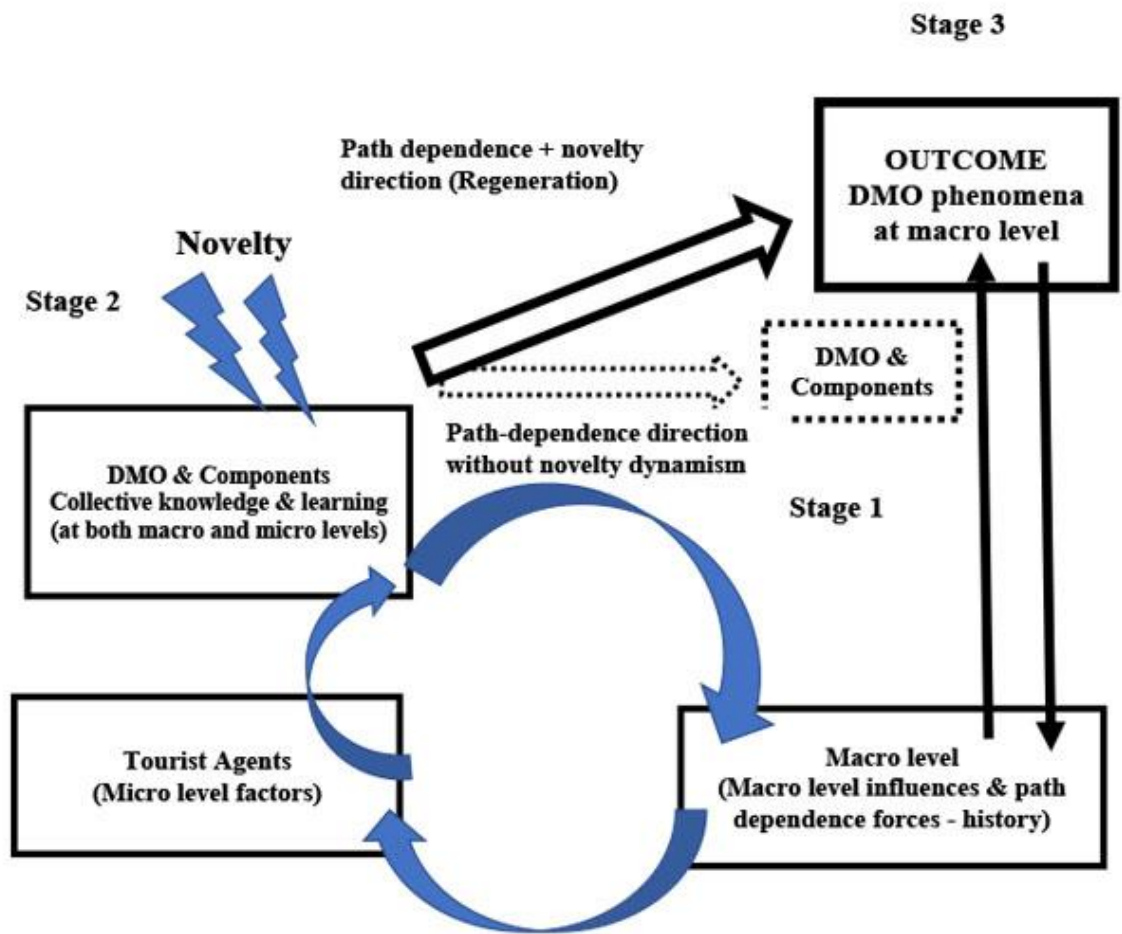 Stage 3
Path dependence + novelty
direction (Regeneration)
OUTCOME
DMO phenomena
at macro level
Novelty
Stage 2
DMO &
Components
Path-dependence direction
without novelty dynamism
DMO & Components
Collective knowledge & learning
(at both macro and micro levels)
Stage 1
Tourist Agents
(Micro level factors)
Macro level
(Macro level influences & path
dependence forces - history)